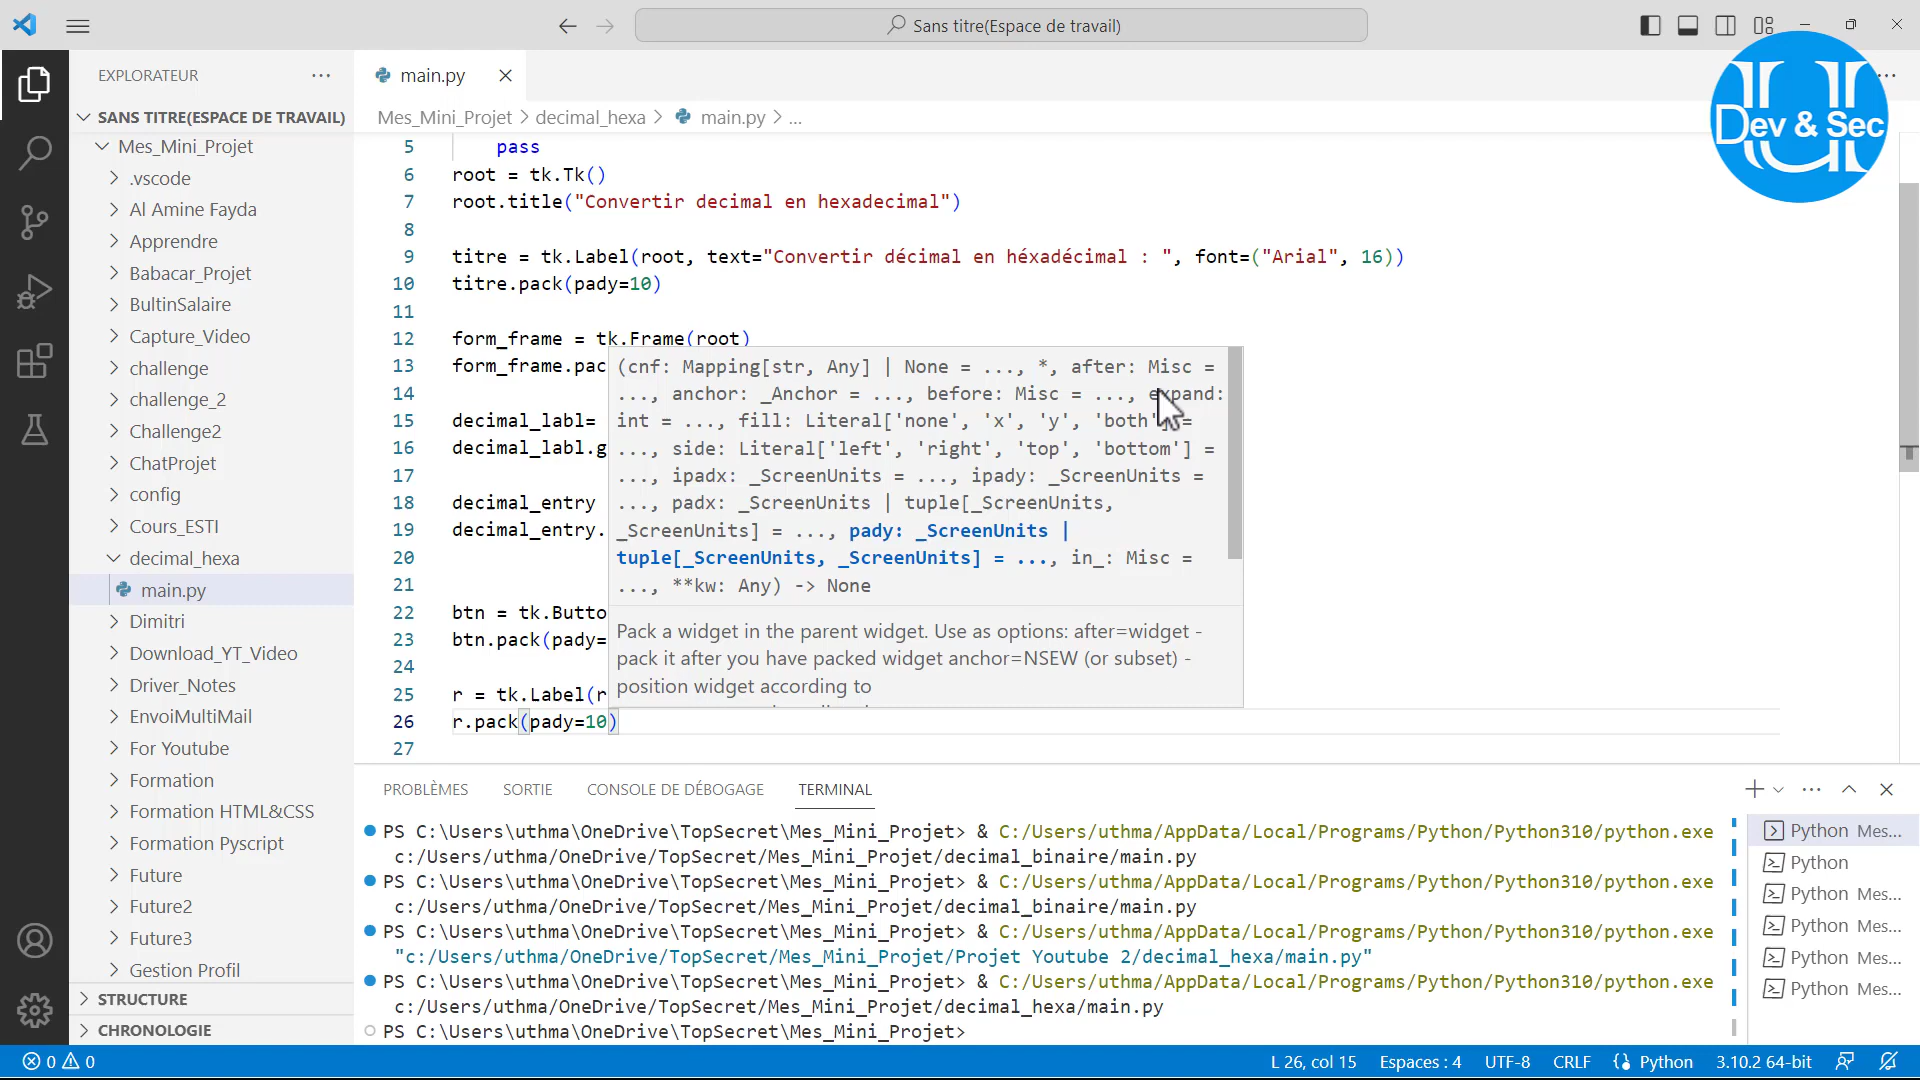 Sans titre(Espace de travail)
EXPLORATEUR
SANS TITRE(ESPACE DE TRAVAIL)
Mes_Mini_Projet
.vscode
Al Amine Fayda
Apprendre
Babacar_Projet
BultinSalaire
Capture_Video
challenge
challenge_2
Challenge2
ChatProjet
config
Cours_ESTI
decimal_hexa
main.py
Dimitri
Download_YT_Video
Driver_Notes
EnvoiMultiMail
For Youtube
Formation
Formation HTML&CSS
Formation Pyscript
Future
Future2
Future3
Gestion Profil
STRUCTURE
CHRONOLOGIE
main.py
Mes_Mini_Projet > decimal_hexa > main.py > ...
U
Dev & Sec
5 pass
6 root = tk.Tk()
7 root.title("Convertir decimal en hexadecimal")
8
9 titre = tk.Label(root, text="Convertir décimal en héxadécimal : ", font=("Arial", 16))
10 titre.pack(pady=10)
11
12 form_frame = tk.Frame(root)
13 form_frame.pac
14
15 decimal_labl=
16 decimal_labl.g
17
18 decimal_entry
19 decimal_entry.
20
21
22 btn = tk.Butto
23 btn.pack(pady=
24
25 r = tk.Label(r
26 r.pack(pady=10)
27
(cnf: Mapping[str, Any] | None = ..., *, after: Misc =
..., anchor: _Anchor = ..., before: Misc = ..., expand:
int = ..., fill: Literal['none', 'x', 'y', 'both'] =
..., side: Literal['left', 'right', 'top', 'bottom'] =
..., ipadx: _ScreenUnits = ..., ipady: _ScreenUnits =
..., padx: _ScreenUnits | tuple[_ScreenUnits,
_ScreenUnits] = ..., pady: _ScreenUnits |
tuple[_ScreenUnits, _ScreenUnits] = ..., in_: Misc =
..., **kw: Any) -> None
Pack a widget in the parent widget. Use as options: after=widget -
pack it after you have packed widget anchor=NSEW (or subset) -
position widget according to
PROBLÈMES SORTIE CONSOLE DE DÉBOGAGE TERMINAL
PS C:\Users\uthma\OneDrive\TopSecret\Mes_Mini_Projet> & C:/Users/uthma/AppData/Local/Programs/Python/Python310/python.exe
c:/Users/uthma/OneDrive/TopSecret/Mes_Mini_Projet/decimal_binaire/main.py
PS C:\Users\uthma\OneDrive\TopSecret\Mes_Mini_Projet> & C:/Users/uthma/AppData/Local/Programs/Python/Python310/python.exe
c:/Users/uthma/OneDrive/TopSecret/Mes_Mini_Projet/decimal_binaire/main.py
PS C:\Users\uthma\OneDrive\TopSecret\Mes_Mini_Projet> & C:/Users/uthma/AppData/Local/Programs/Python/Python310/python.exe
"c:/Users/uthma/OneDrive/TopSecret/Mes_Mini_Projet/Projet Youtube 2/decimal_hexa/main.py"
PS C:\Users\uthma\OneDrive\TopSecret\Mes_Mini_Projet> & C:/Users/uthma/AppData/Local/Programs/Python/Python310/python.exe
c:/Users/uthma/OneDrive/TopSecret/Mes_Mini_Projet/decimal_hexa/main.py
PS C:\Users\uthma\OneDrive\TopSecret\Mes_Mini_Projet>
Python Mes...
Python
Python Mes...
Python Mes...
Python Mes...
Python Mes...
0 0
L 26, col 15 Espaces : 4 UTF-8 CRLF Python 3.10.2 64-bit